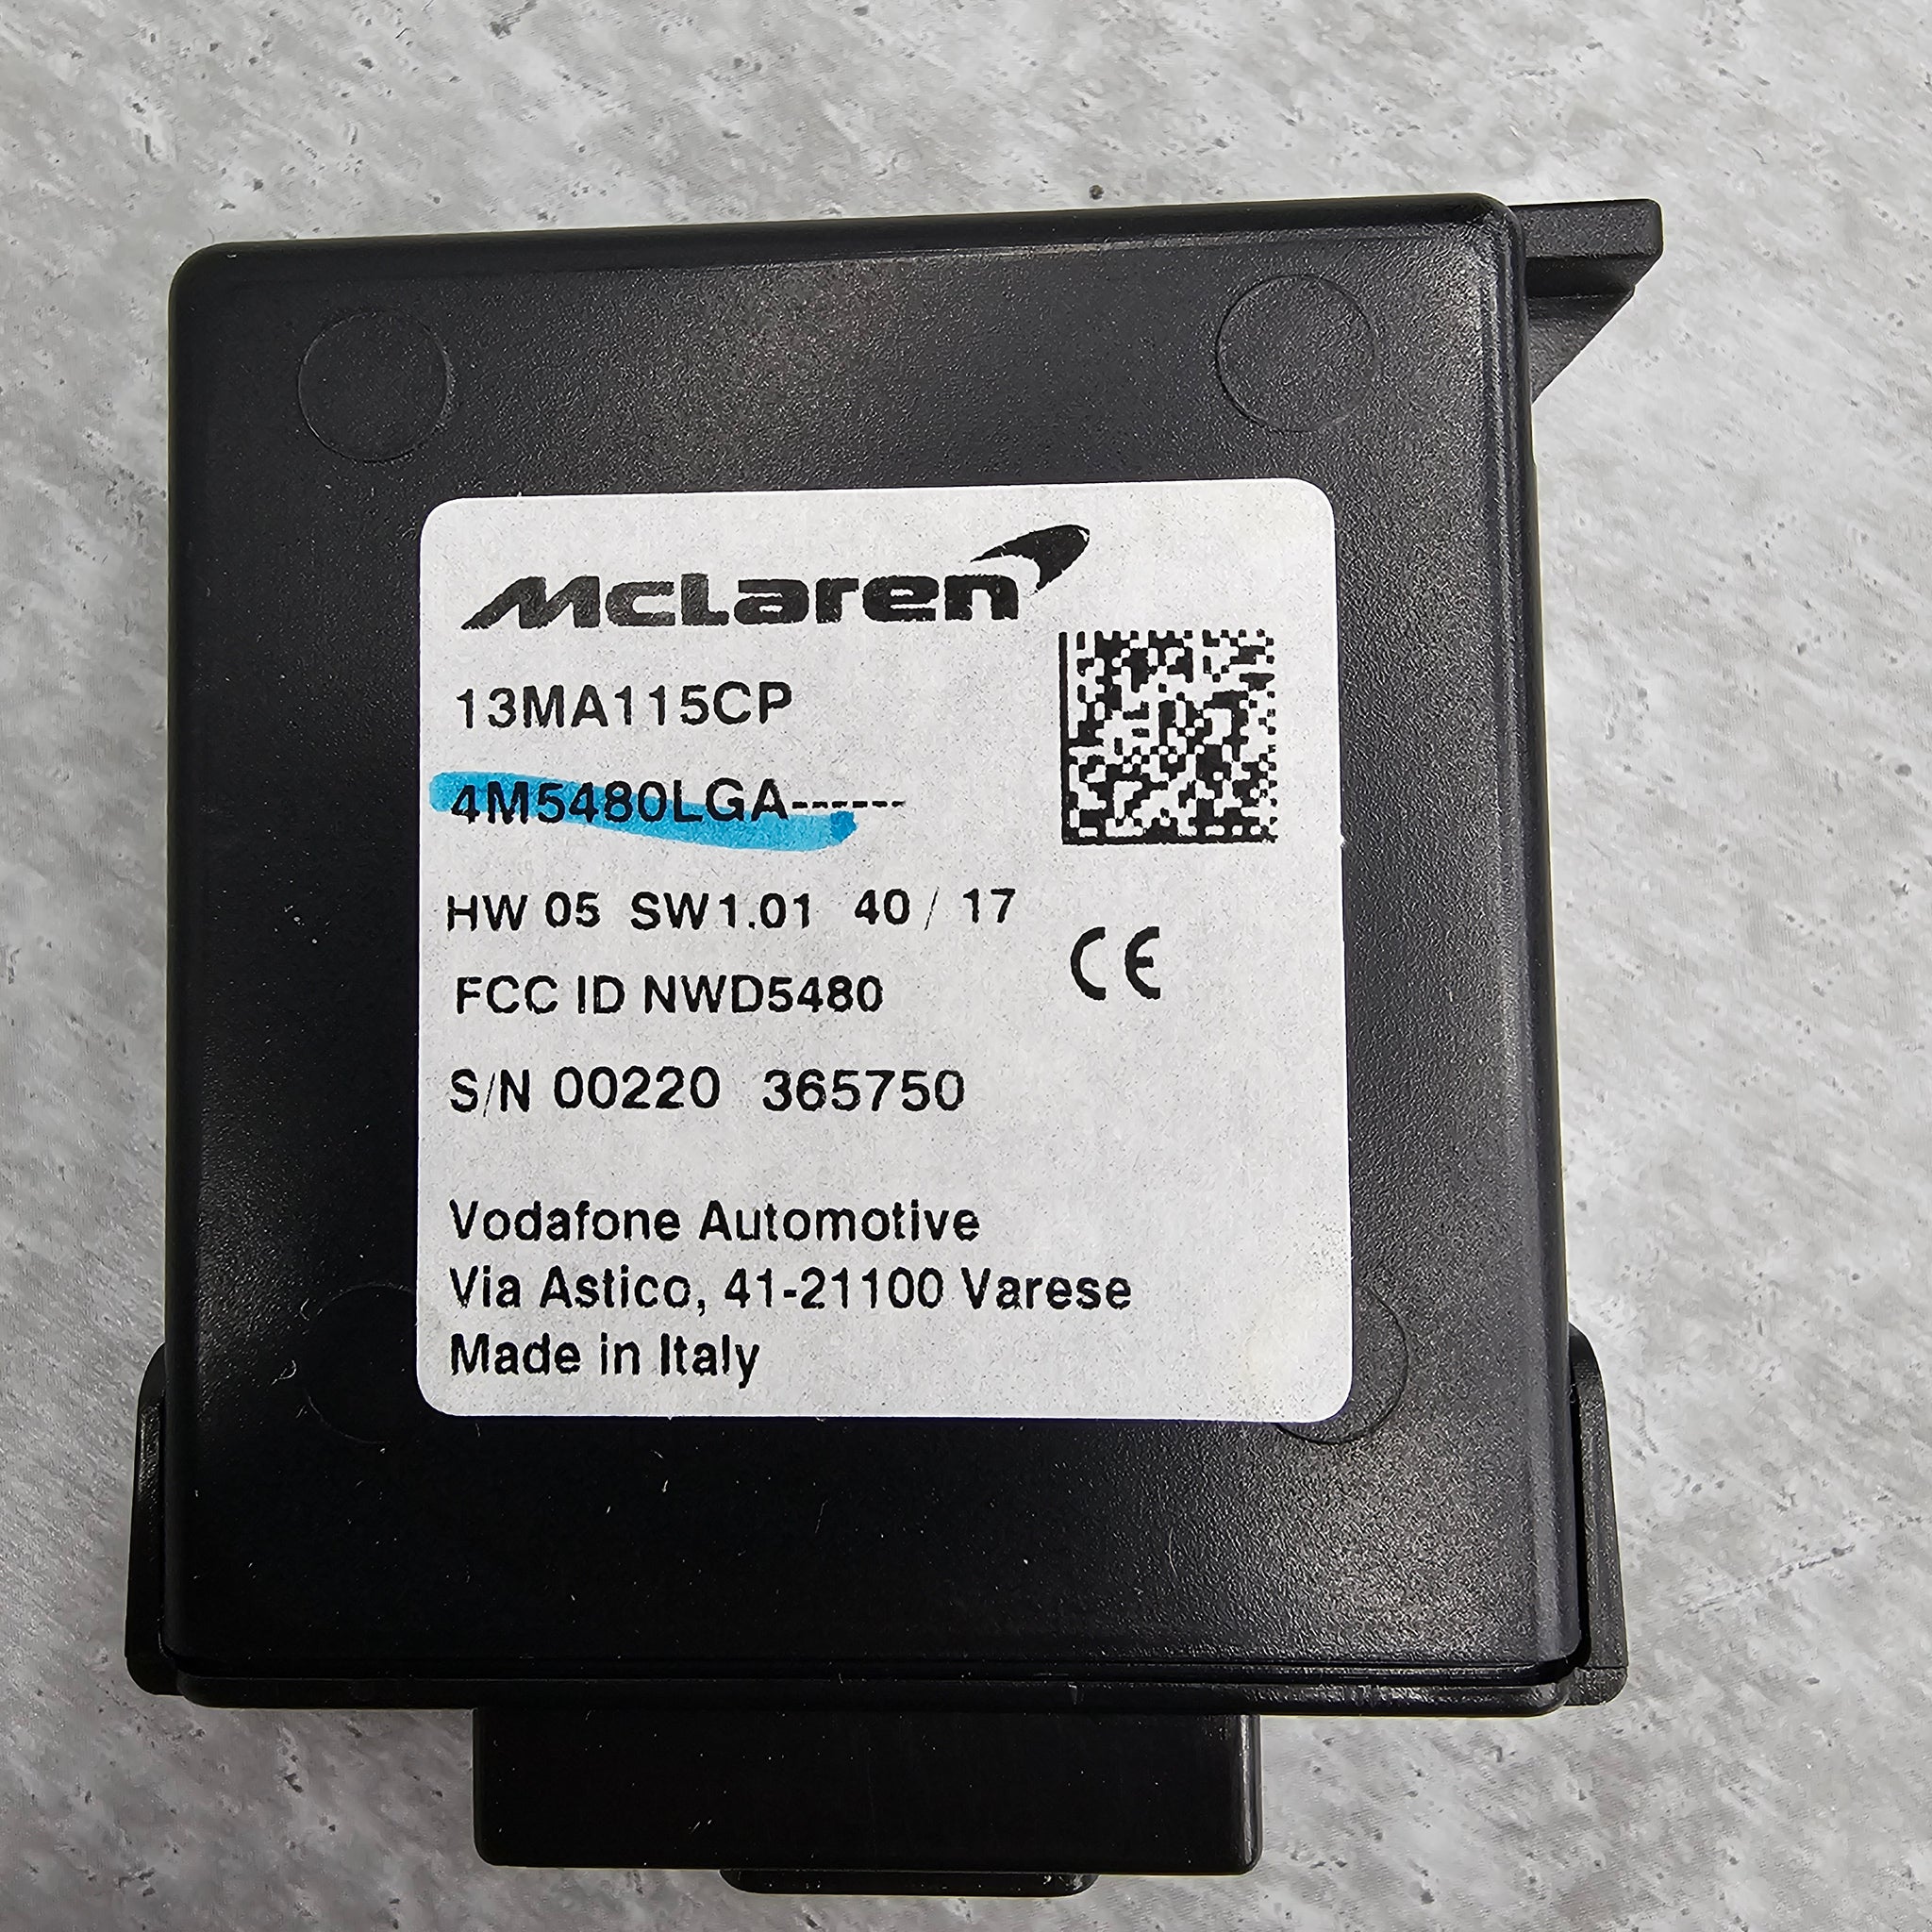 McLaren
13MA115CP
4M5480LGA------
HW 05 SW1.01 40 / 17
CE
FCC ID NWD5480
S/N 00220 365750
Vodafone Automotive
Via Astico, 41-21100 Varese
Made in Italy